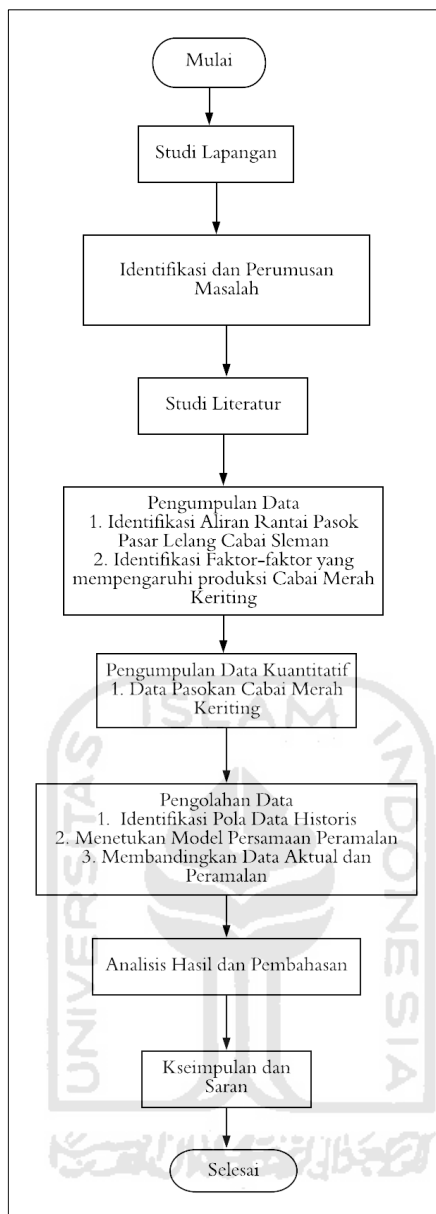 Mulai
Studi Lapangan
Identifikasi dan Perumusan
Masalah
Studi Literatur
Pengumpulan Data
1. Identifikasi Aliran Rantai Pasok
Pasar Lelang Cabai Sleman
2. Identifikasi Faktor-faktor yang
mempengaruhi produksi Cabai Merah
Keriting
Pengumpulan Data Kuantitatif
1. Data Pasokan Cabai Merah
Keriting
ISLAM
UNIVERSITAS
INDONESIA
Pengolahan Data
1. Identifikasi Pola Data Historis
2. Menetukan Model Persamaan Peramalan
3. Membandingkan Data Aktual dan
Peramalan
Analisis Hasil dan Pembahasan
Kseimpulan dan
Saran
Selesai